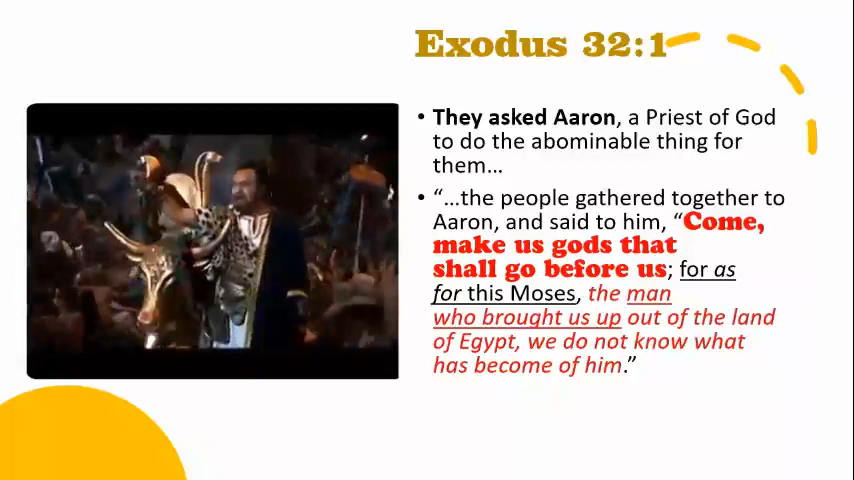 Exodus 32:1
• They asked Aaron, a Priest of God
to do the abominable thing for
them…
• “…the people gathered together to
Aaron, and said to him, “Come,
make us gods that
shall go before us; for as
for this Moses, the man
who brought us up out of the land
of Egypt, we do not know what
has become of him.”